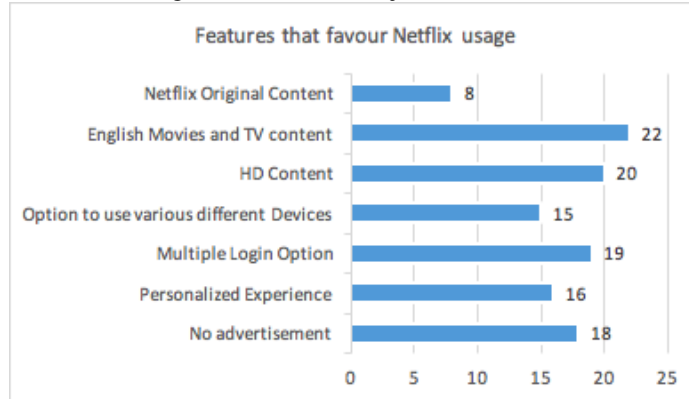 Features that favour Netflix usage
Netflix Original Content 8
English Movies and TV content 22
HD Content 20
Option to use various different Devices 15
Multiple Login Option 19
Personalized Experience 16
No advertisement 18
0 5 10 15 20 25